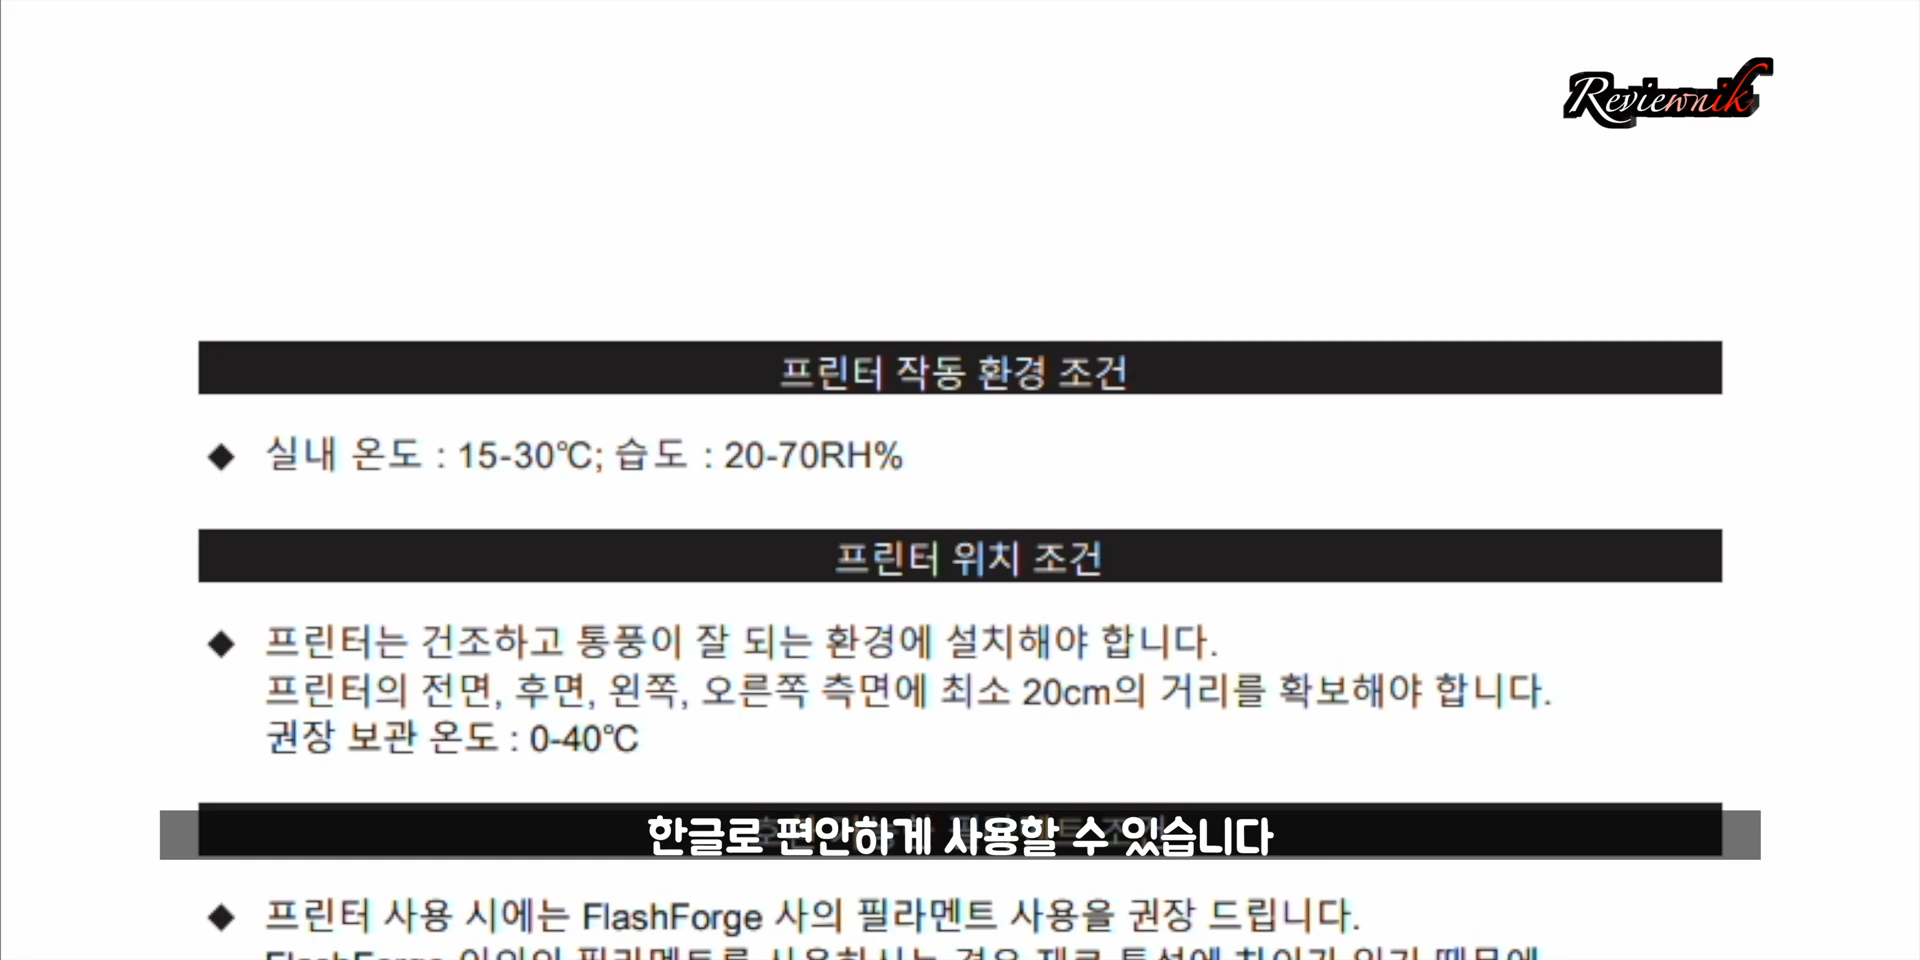 Reviewnik
프린터 작동 환경 조건
◆ 실내 온도 : 15-30℃; 습도 : 20-70RH%
프린터 위치 조건
◆ 프린터는 건조하고 통풍이 잘 되는 환경에 설치해야 합니다.
프린터의 전면, 후면, 왼쪽, 오른쪽 측면에 최소 20cm의 거리를 확보해야 합니다.
권장 보관 온도 : 0-40℃
한글로 편안하게 사용할 수 있습니다
◆ 프린터 사용 시에는 FlashForge 사의 필라멘트 사용을 권장 드립니다.